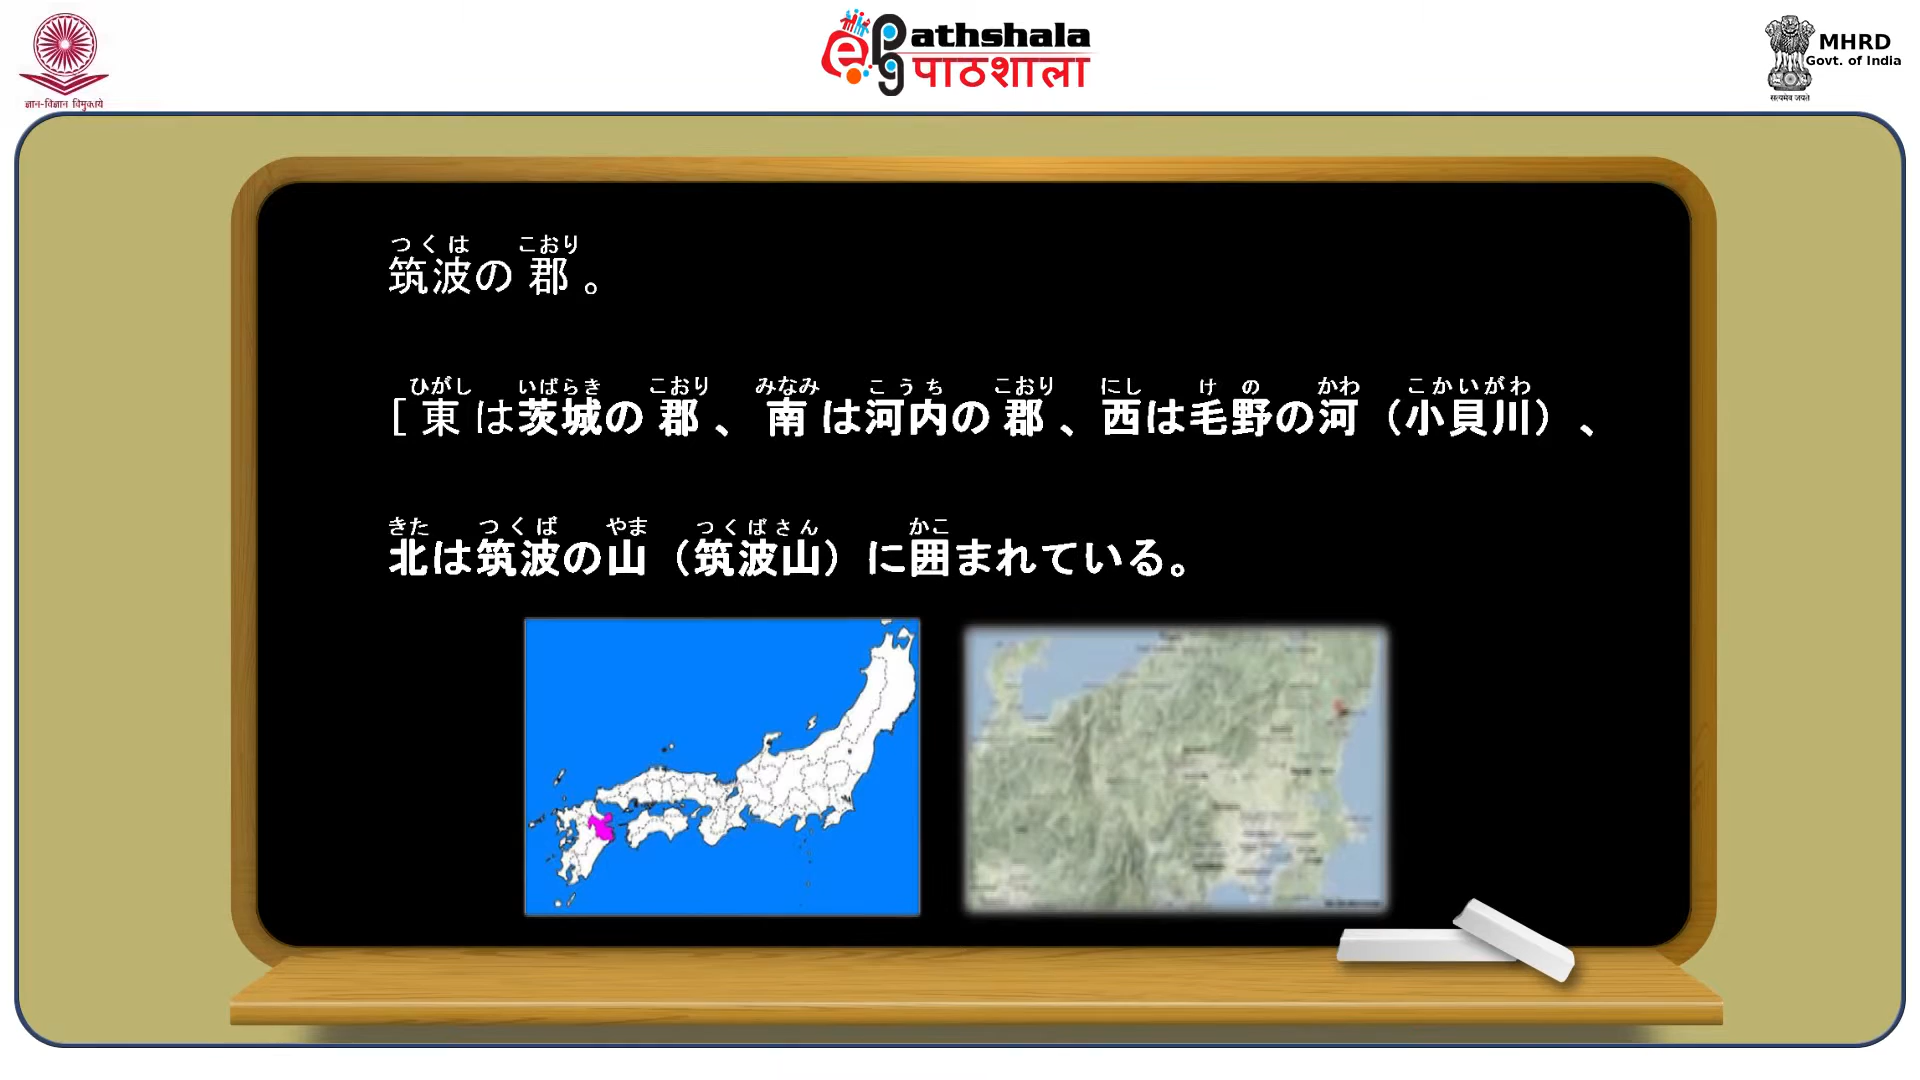 ज्ञान-विज्ञान विमुक्तये
e Pathshala
पाठशाला
MHRD
Govt. of India
सत्यमेव जयते
つくは こおり
筑波の郡。
ひがし いばらき こおり みなみ こうち こおり にし けの かわ こかいがわ
[東は茨城の郡、南は河内の郡、西は毛野の河（小貝川）、
きた つくば やま つくばさん かこ
北は筑波の山（筑波山）に囲まれている。